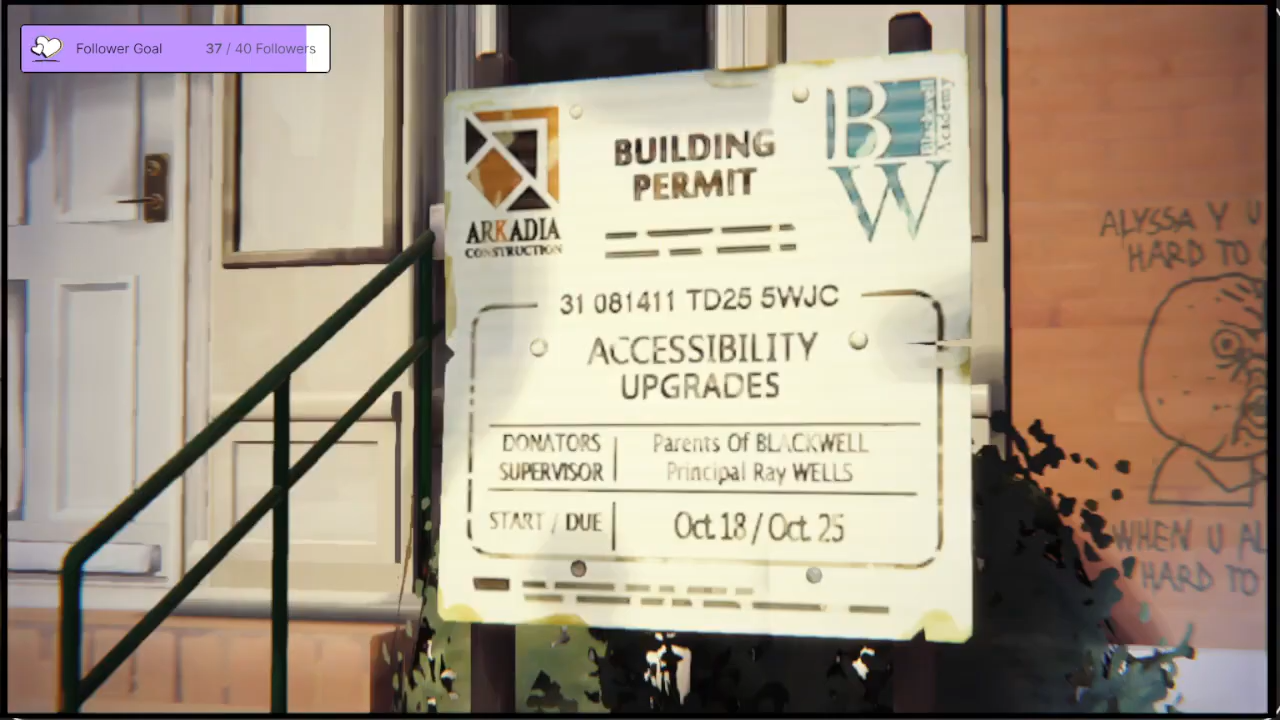 Follower Goal 37 / 40 Followers
BUILDING
PERMIT
ARKADIA
CONSTRUCTION
B
Blackwell
Academy
W
31 081411 TD25 5WJC
ACCESSIBILITY
UPGRADES
DONATORS Parents Of BLACKWELL
SUPERVISOR Principal Ray WELLS
START / DUE Oct. 18 / Oct. 25
ALYSSA Y U
HARD TO
WHEN U AL
HARD TO